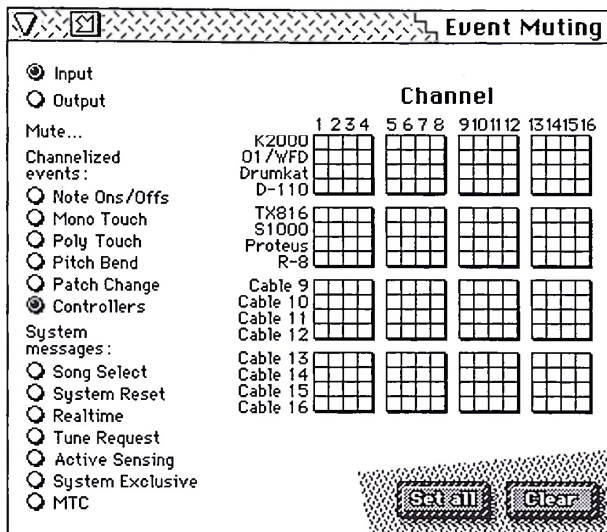 Event Muting
Input
Output
Mute...
Channelized
events:
Note Ons/Offs
Mono Touch
Poly Touch
Pitch Bend
Patch Change
Controllers
System
messages:
Song Select
System Reset
Realtime
Tune Request
Active Sensing
System Exclusive
MTC
Channel
1 2 3 4 5 6 7 8 9 10 11 12 13 14 15 16
K2000
01/WFD
Drumkat
D-110
TX816
S1000
Proteus
R-8
Cable 9
Cable 10
Cable 11
Cable 12
Cable 13
Cable 14
Cable 15
Cable 16
Set all
Clear